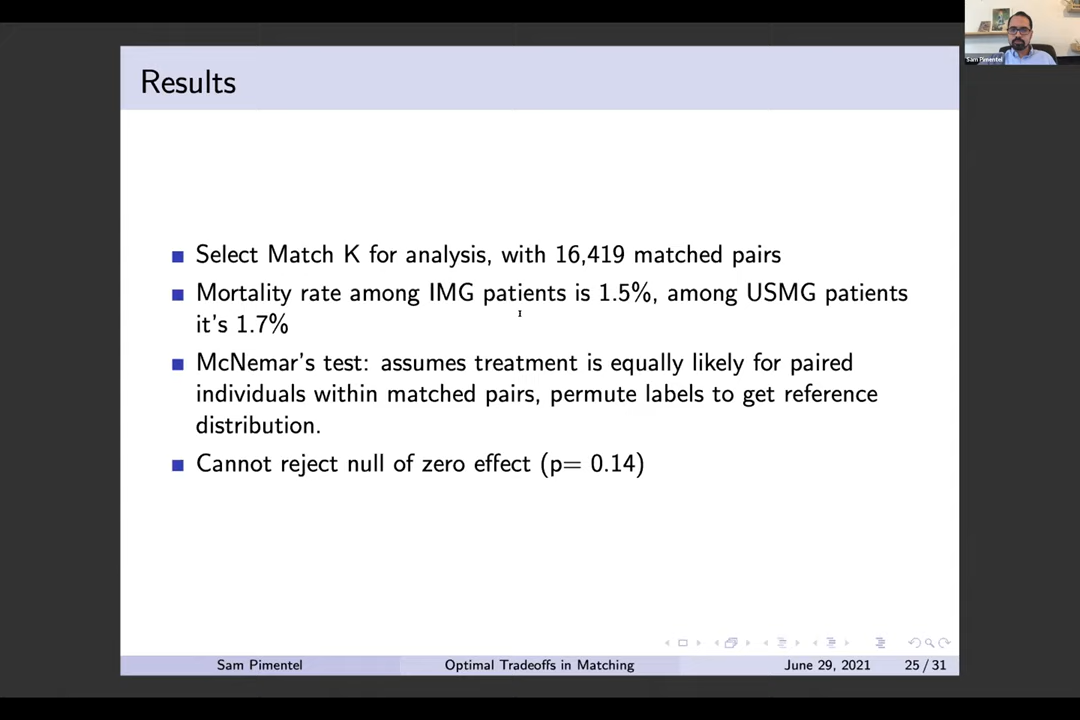 Sam Pimentel
Results
Select Match K for analysis, with 16,419 matched pairs
Mortality rate among IMG patients is 1.5%, among USMG patients
it's 1.7%
McNemar's test: assumes treatment is equally likely for paired
individuals within matched pairs, permute labels to get reference
distribution.
Cannot reject null of zero effect (p= 0.14)
Sam Pimentel Optimal Tradeoffs in Matching June 29, 2021 25 / 31